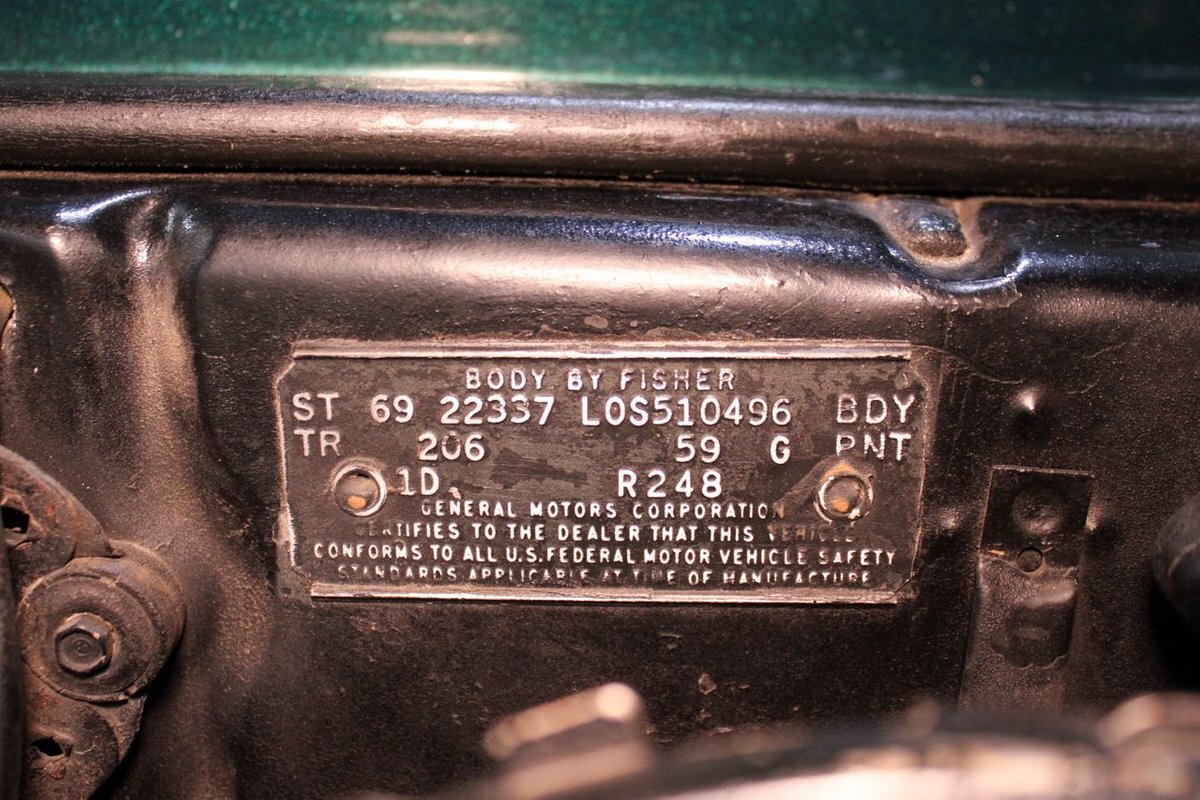 BODY BY FISHER
ST 69 22337 LOS510496 BDY
TR 206 59 G PNT
1D R248
GENERAL MOTORS CORPORATION
CERTIFIES TO THE DEALER THAT THIS VEHICLE
CONFORMS TO ALL U.S. FEDERAL MOTOR VEHICLE SAFETY
STANDARDS APPLICABLE AT TIME OF MANUFACTURE